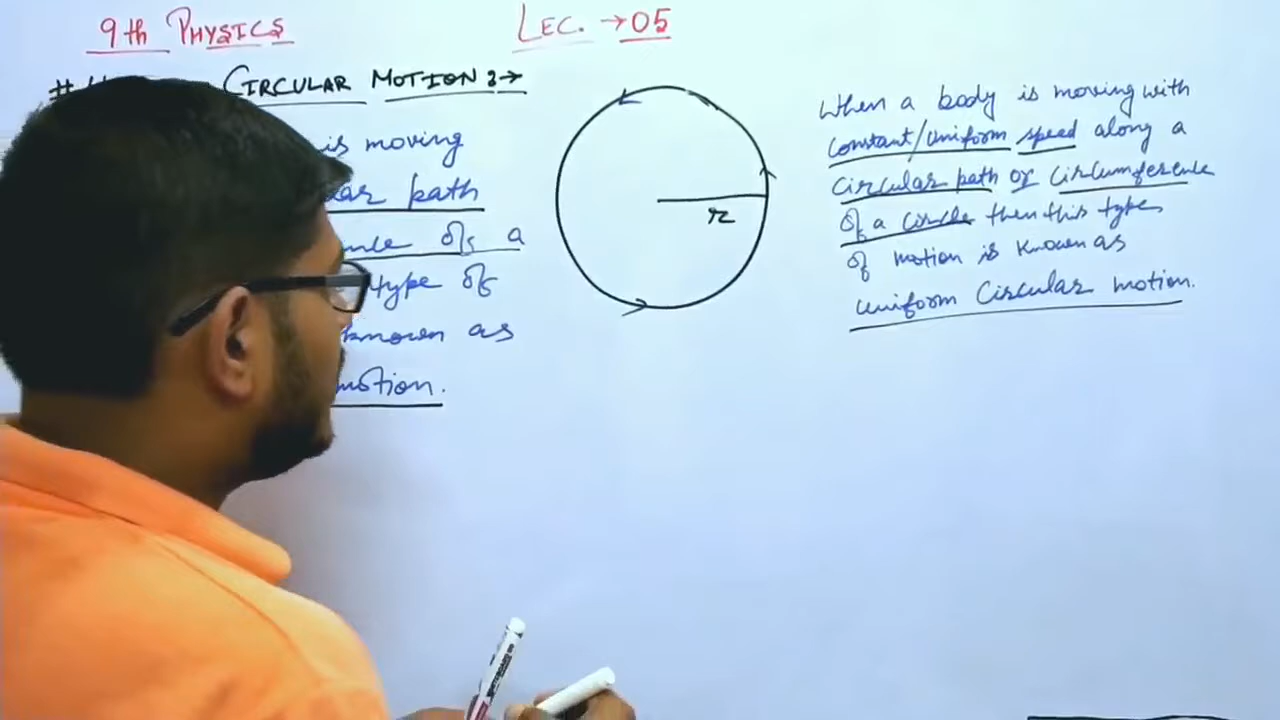 9th PHYSICS
LEC. → 05
# CIRCULAR MOTION :→
is moving
path
of a
type of
known as
motion.
r
When a body is moving with
constant/uniform speed along a
circular path or circumference
of a circle then this type
of motion is known as
uniform Circular motion.